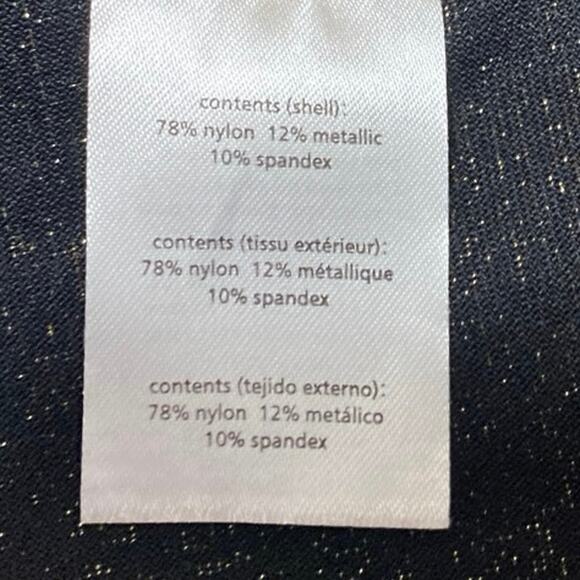 contents (shell):
78% nylon 12% metallic
10% spandex
contents (tissu extérieur):
78% nylon 12% métallique
10% spandex
contents (tejido externo):
78% nylon 12% metálico
10% spandex